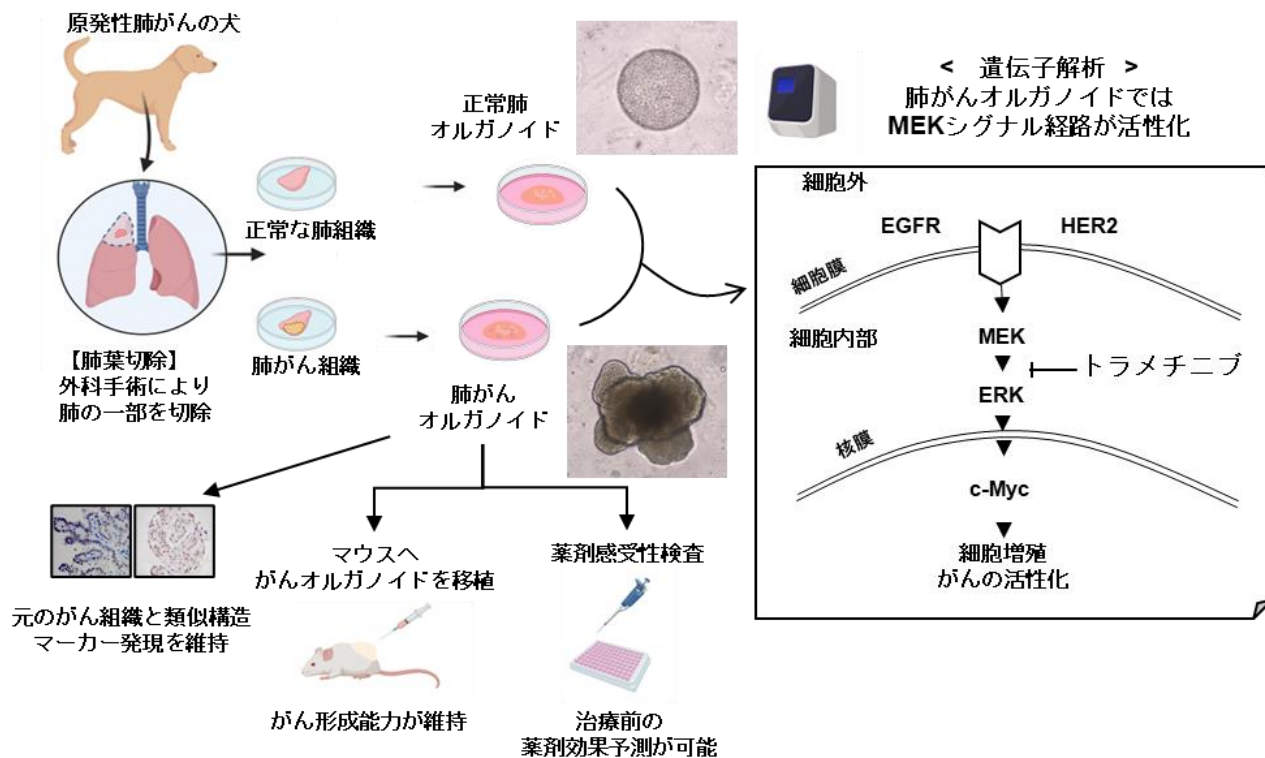 原発性肺がんの犬
正常肺
オルガノイド
< 遺伝子解析 >
肺がんオルガノイドでは
MEKシグナル経路が活性化
正常な肺組織
肺がん組織
【肺葉切除】
外科手術により
肺の一部を切除
肺がん
オルガノイド
細胞外
EGFR
HER2
細胞膜
細胞内部
MEK
トラメチニブ
ERK
核膜
c-Myc
細胞増殖
がんの活性化
元のがん組織と類似構造
マーカー発現を維持
マウスへ
がんオルガノイドを移植
がん形成能力が維持
薬剤感受性検査
治療前の
薬剤効果予測が可能